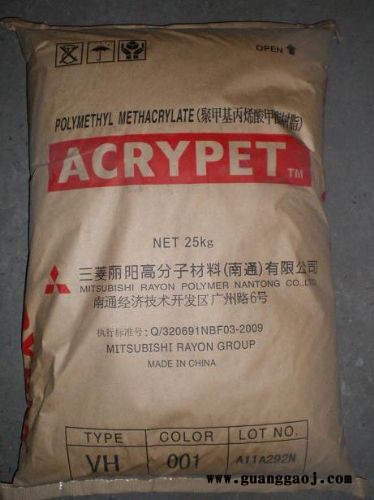 OPEN
POLYMETHYL METHACRYLATE(聚甲基丙烯酸甲酯树脂)
ACRYPET TM
NET 25kg
三菱丽阳高分子材料(南通)有限公司
MITSUBISHI RAYON POLYMER NANTONG CO.,LTD.
南通经济技术开发区广州路6号
执行标准号:Q/320691NBF03-2009
MITSUBISHI RAYON GROUP
MADE IN CHINA
TYPE COLOR LOT NO.
VH 001 A11A292N
www.guanggaoj.com